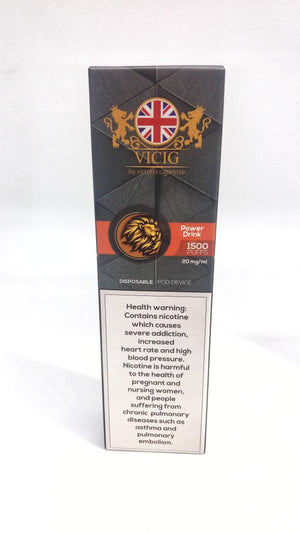 VICIG
by victoria cigarette
Power
Drink
1500
PUFFS
20 mg/ml
DISPOSABLE POD DEVICE
Health warning:
Contains nicotine
which causes
severe addiction,
increased
heart rate and high
blood pressure.
Nicotine is harmful
to the health of
pregnant and
nursing women,
and people
suffering from
chronic pulmonary
diseases such as
asthma and
pulmonary
embolism.